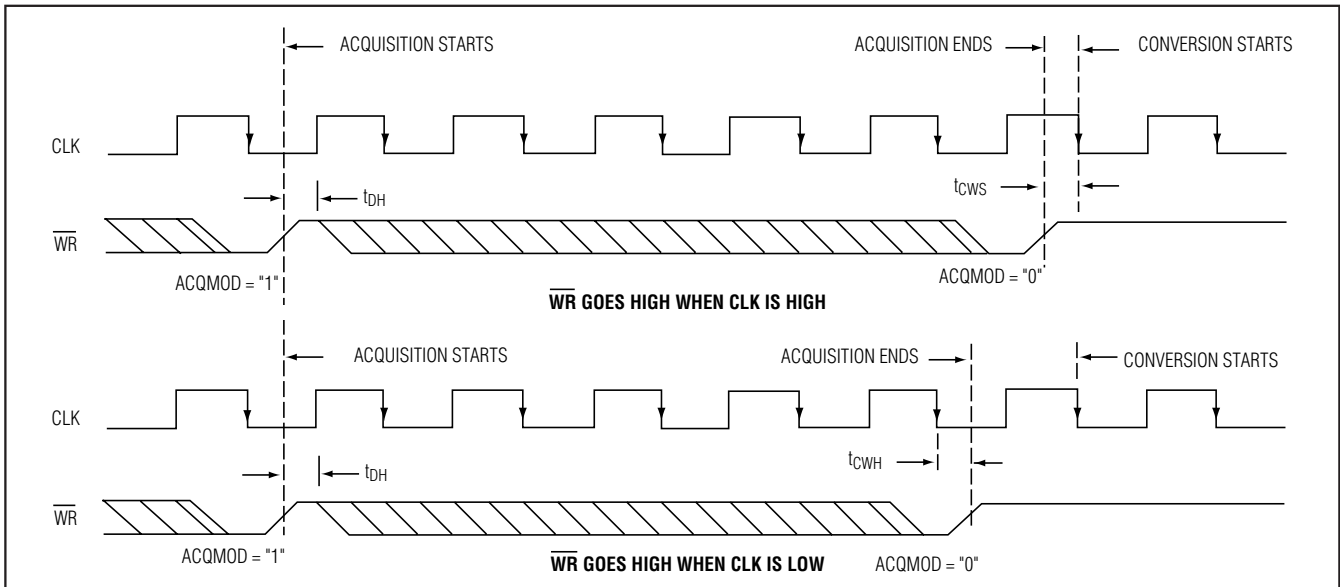 ACQUISITION STARTS
ACQUISITION ENDS
CONVERSION STARTS
CLK
tDH
tCWS
WR
ACQMOD = "1"
ACQMOD = "0"
WR GOES HIGH WHEN CLK IS HIGH
ACQUISITION STARTS
ACQUISITION ENDS
CONVERSION STARTS
CLK
tDH
tCWH
WR
ACQMOD = "1"
WR GOES HIGH WHEN CLK IS LOW
ACQMOD = "0"